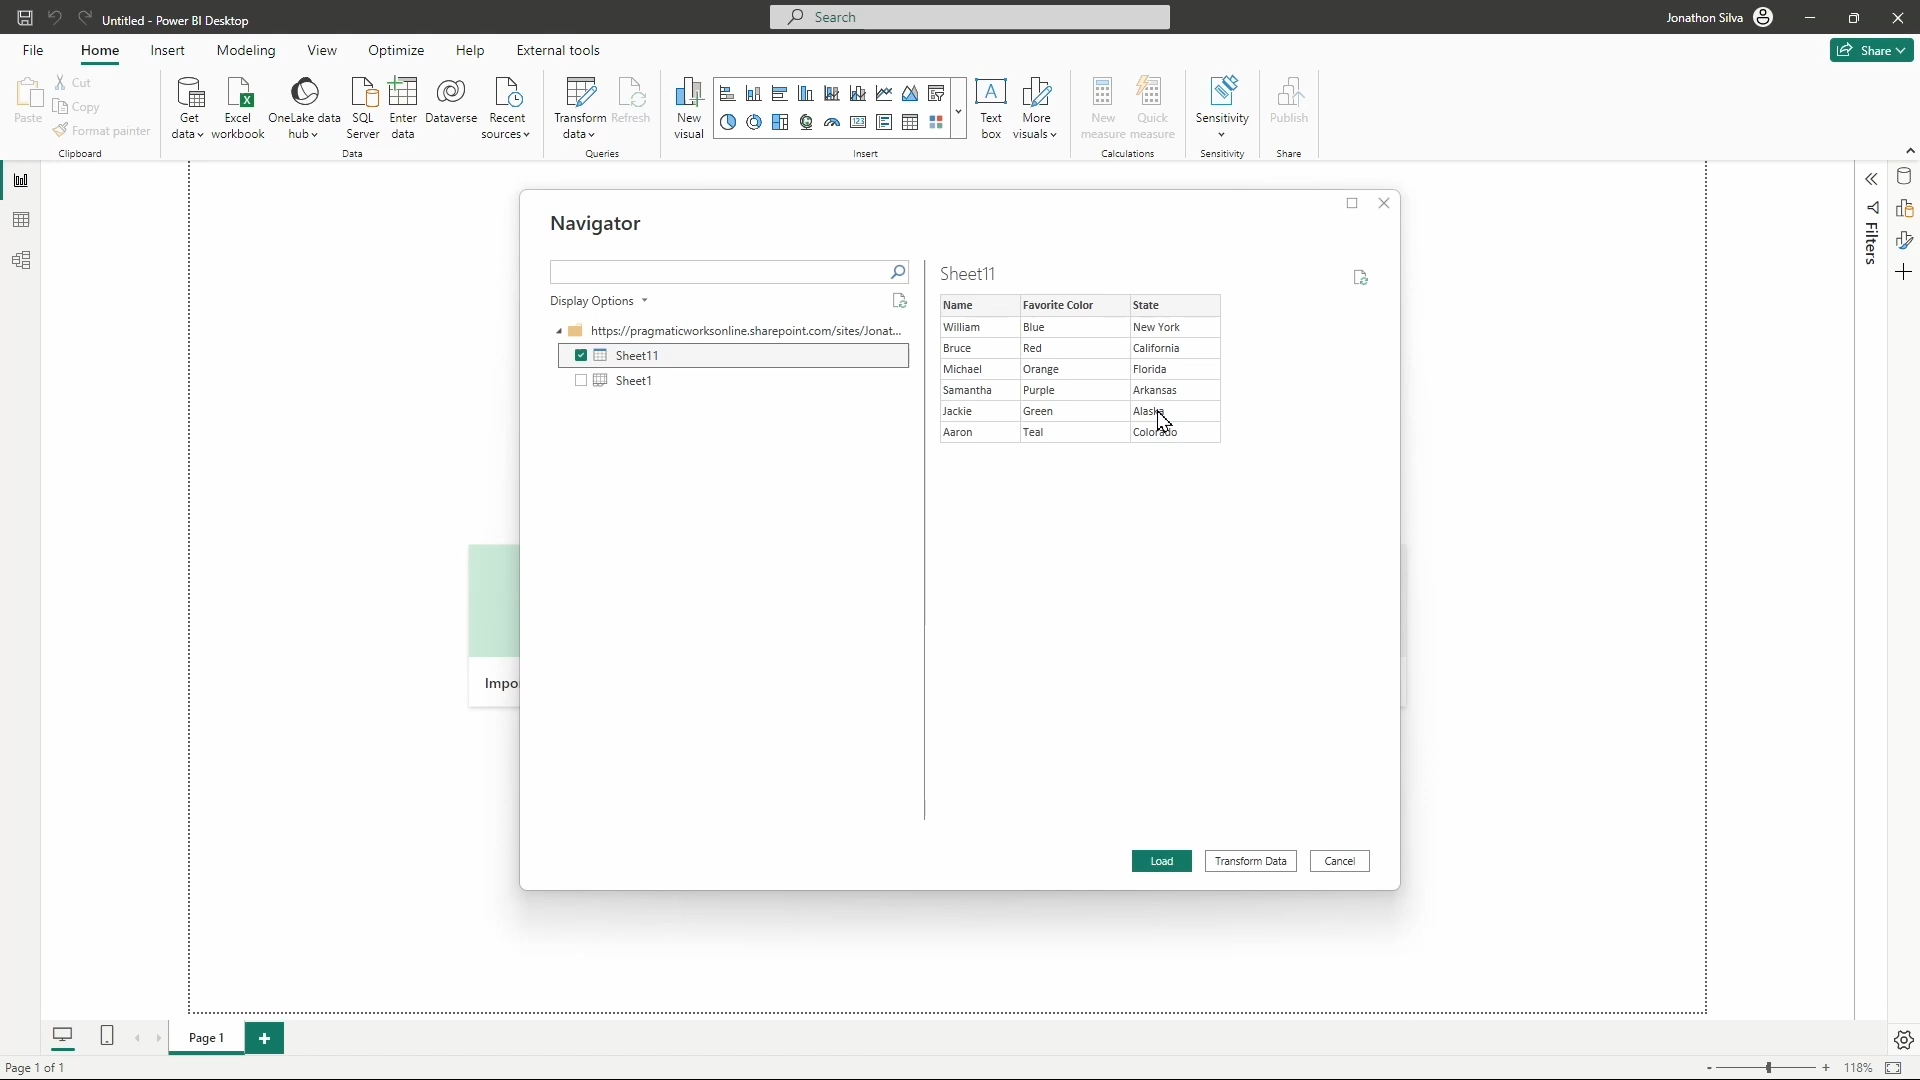 Untitled - Power BI Desktop
Search
Jonathon Silva
File Home Insert Modeling View Optimize Help External tools
Share
Paste
Cut
Copy
Format painter
Clipboard
Get data
Excel workbook
OneLake data hub
SQL Server
Enter data
Dataverse
Recent sources
Data
Transform data
Refresh
Queries
New visual
Text box
More visuals
Insert
New measure
Quick measure
Calculations
Sensitivity
Sensitivity
Publish
Share
Filters
Navigator
Display Options
https://pragmaticworksonline.sharepoint.com/sites/Jonat...
Sheet11
Sheet1
Sheet11
Name Favorite Color State
William Blue New York
Bruce Red California
Michael Orange Florida
Samantha Purple Arkansas
Jackie Green Alaska
Aaron Teal Colorado
Impo
Load Transform Data Cancel
Page 1
Page 1 of 1
118%